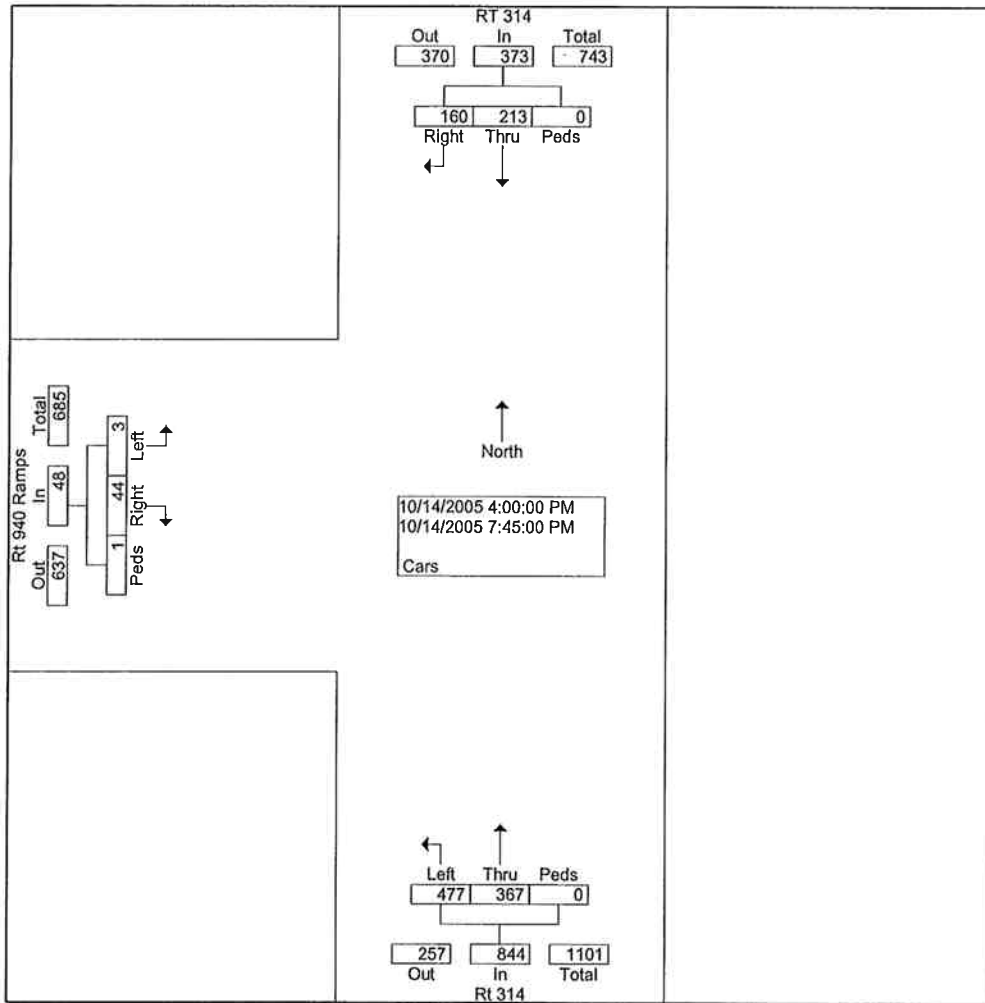 RT 314
Out In Total
370 373 743
160 213 0
Right Thru Peds
Rt 940 Ramps
Out In Total
637 48 685
1 44 3
Peds Right Left
North
10/14/2005 4:00:00 PM
10/14/2005 7:45:00 PM
Cars
Left Thru Peds
477 367 0
257 844 1101
Out In Total
Rt 314